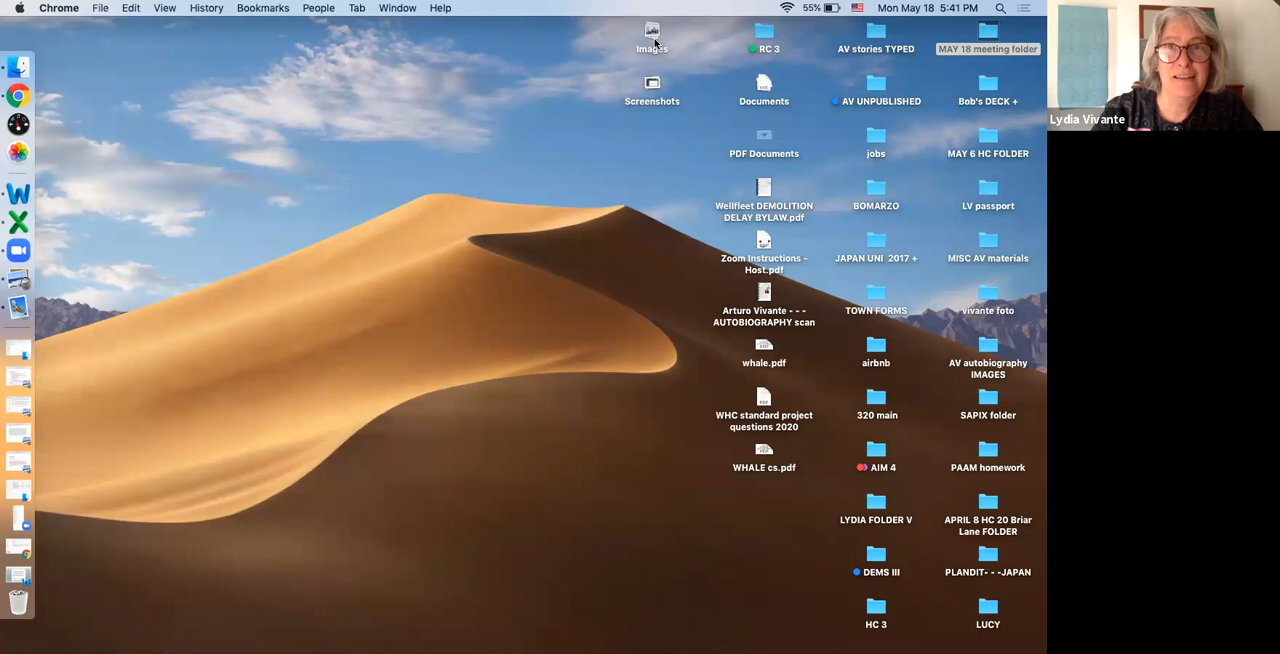 Chrome File Edit View History Bookmarks People Tab Window Help
55% Mon May 18 5:41 PM
Images
RC 3
AV stories TYPED
MAY 18 meeting folder
Screenshots
Documents
AV UNPUBLISHED
Bob's DECK +
PDF Documents
jobs
MAY 6 HC FOLDER
Wellfleet DEMOLITION
DELAY BYLAW.pdf
BOMARZO
LV passport
Zoom Instructions -
Host.pdf
JAPAN UNI 2017 +
MISC AV materials
Arturo Vivante - - -
AUTOBIOGRAPHY scan
TOWN FORMS
vivante foto
whale.pdf
airbnb
AV autobiography
IMAGES
WHC standard project
questions 2020
320 main
SAPIX folder
WHALE cs.pdf
AIM 4
PAAM homework
LYDIA FOLDER V
APRIL 8 HC 20 Briar
Lane FOLDER
DEMS III
PLANDIT- - -JAPAN
HC 3
LUCY
Lydia Vivante